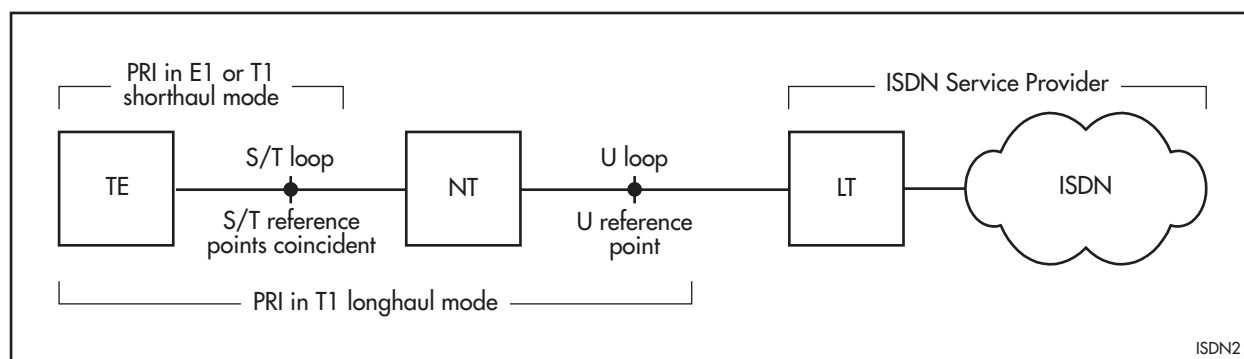 PRI in E1 or T1
shorthaul mode
ISDN Service Provider
S/T loop
U loop
TE
NT
LT
ISDN
S/T reference
points coincident
U reference
point
PRI in T1 longhaul mode
ISDN2